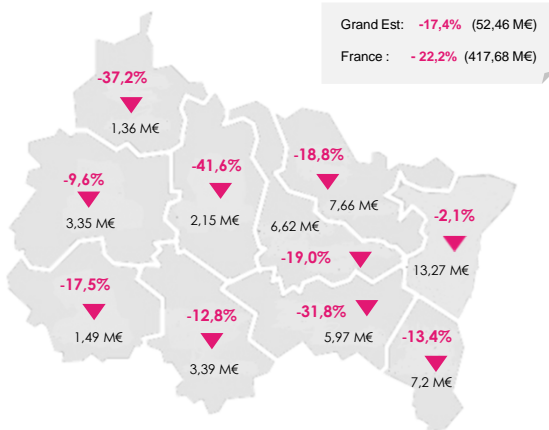 Grand Est: -17,4% (52,46 M€)
France : - 22,2% (417,68 M€)
-37,2%
1,36 M€
-9,6%
3,35 M€
-41,6%
2,15 M€
-18,8%
7,66 M€
6,62 M€
-19,0%
-2,1%
13,27 M€
-17,5%
1,49 M€
-12,8%
3,39 M€
-31,8%
5,97 M€
-13,4%
7,2 M€